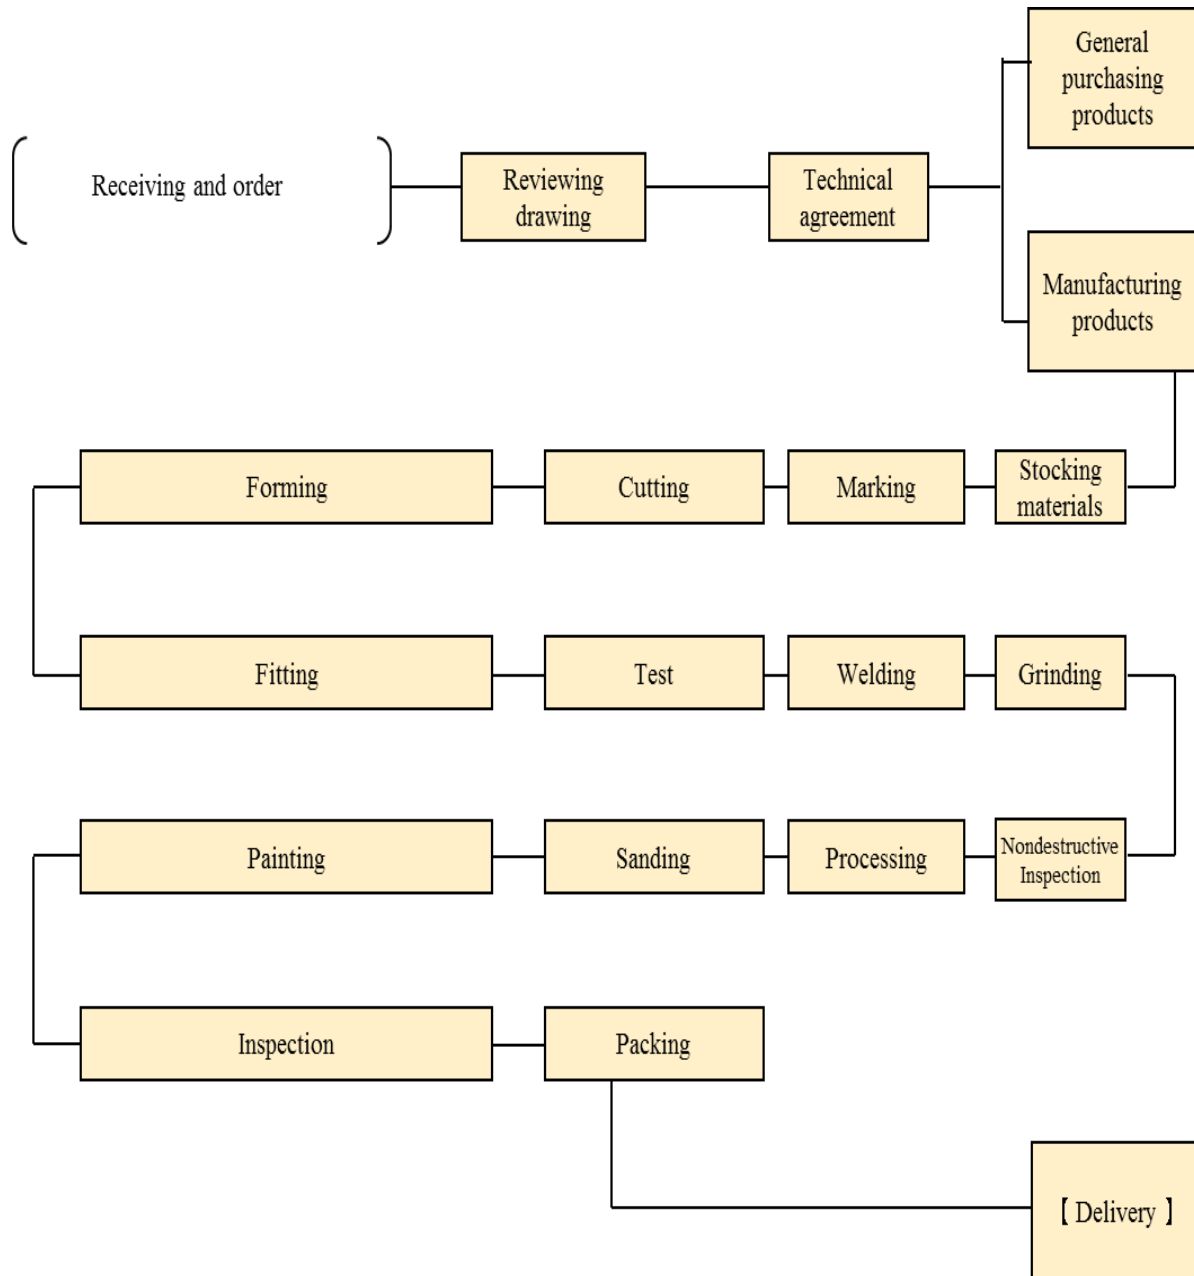 General
purchasing
products
Receiving and order
Reviewing
drawing
Technical
agreement
Manufacturing
products
Forming
Cutting
Marking
Stocking
materials
Fitting
Test
Welding
Grinding
Painting
Sanding
Processing
Nondestructive
Inspection
Inspection
Packing
【 Delivery 】